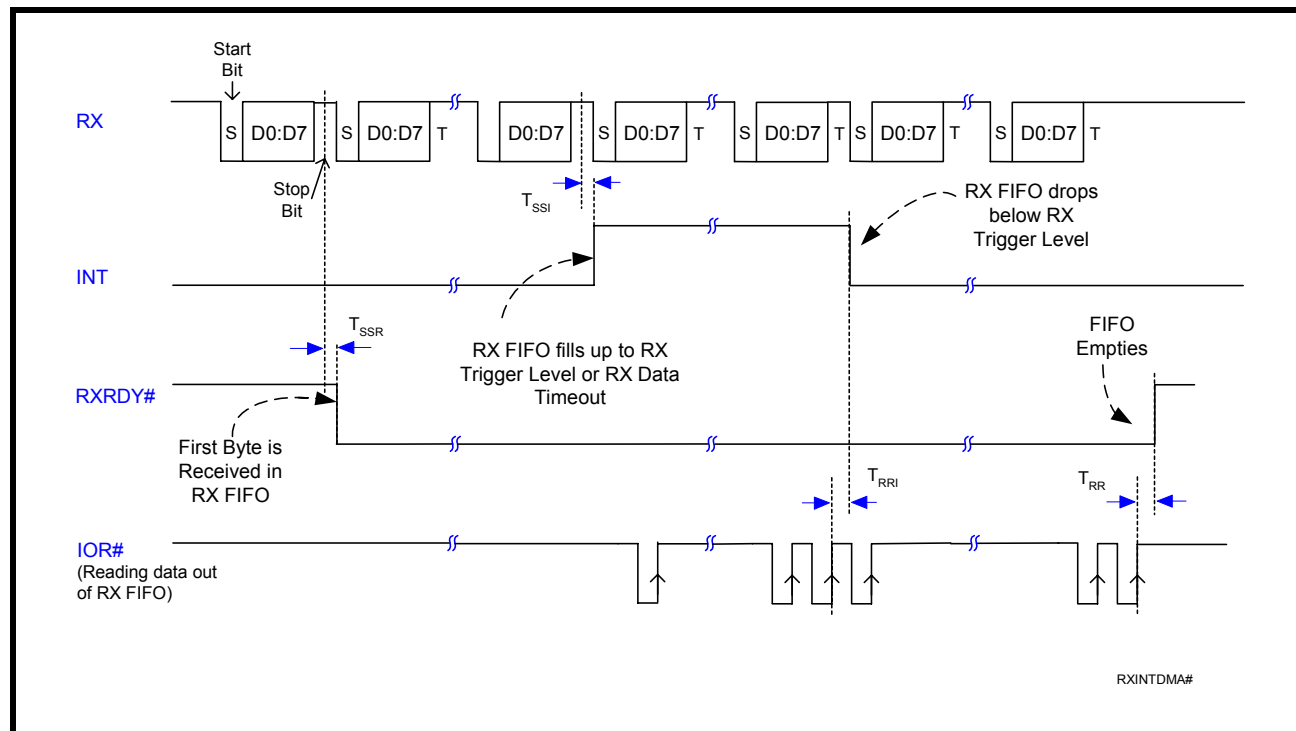 Start
Bit
RX
S D0:D7 S D0:D7 T D0:D7 S D0:D7 T S D0:D7 T S D0:D7 T S D0:D7 T
Stop
Bit
TSSI
RX FIFO drops
below RX
Trigger Level
INT
TSSR
RX FIFO fills up to RX
Trigger Level or RX Data
Timeout
FIFO
Empties
RXRDY#
First Byte is
Received in
RX FIFO
TRRI
TRR
IOR#
(Reading data out
of RX FIFO)
RXINTDMA#